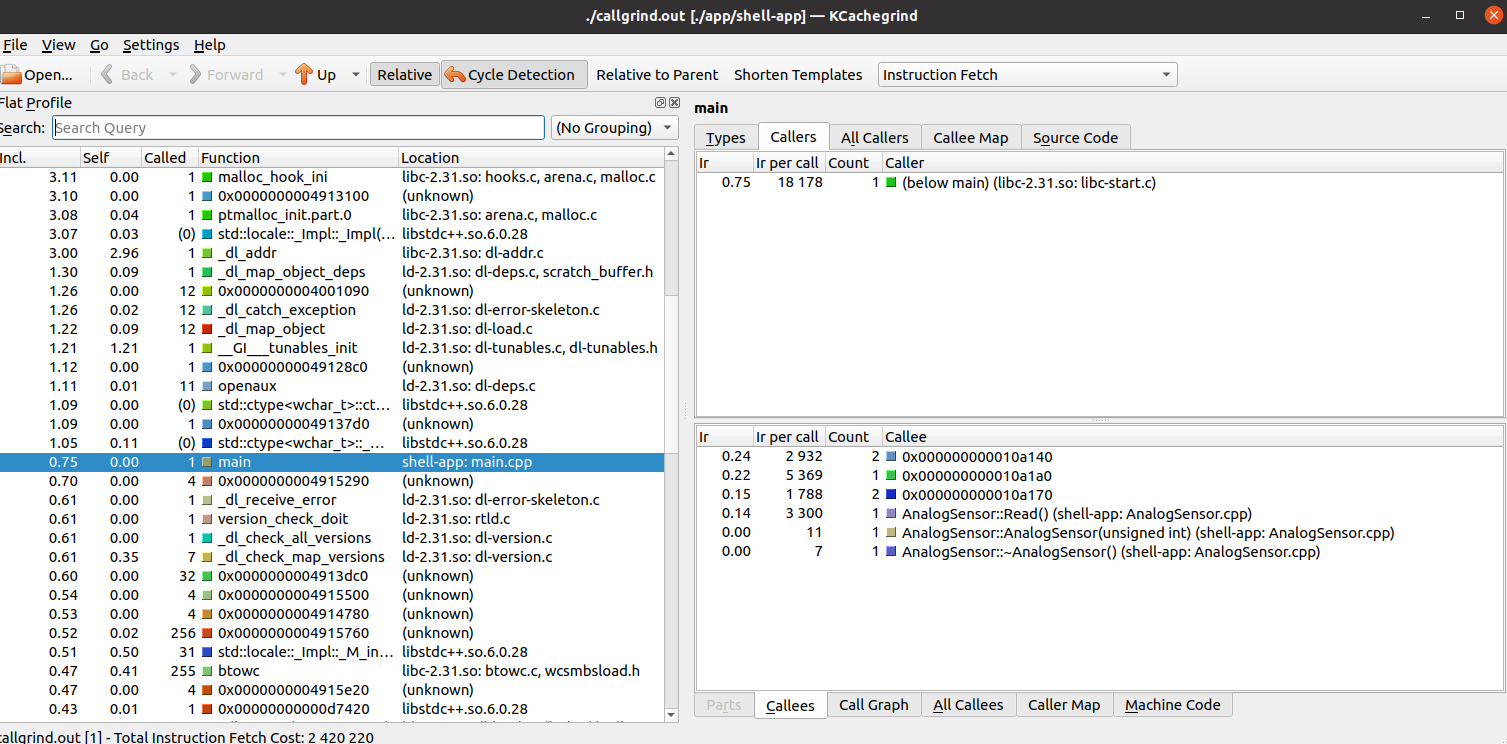 ./callgrind.out [./app/shell-app] — KCachegrind
File View Go Settings Help
Open... Back Forward Up Relative Cycle Detection Relative to Parent Shorten Templates Instruction Fetch
Flat Profile
Search: Search Query (No Grouping)
Incl. Self Called Function Location
3.11 0.00 1 malloc_hook_ini libc-2.31.so: hooks.c, arena.c, malloc.c
3.10 0.00 1 0x0000000004913100 (unknown)
3.08 0.04 1 ptmalloc_init.part.0 libc-2.31.so: arena.c, malloc.c
3.07 0.03 (0) std::locale::_Impl::_Impl(... libstdc++.so.6.0.28
3.00 2.96 1 _dl_addr libc-2.31.so: dl-addr.c
1.30 0.09 1 _dl_map_object_deps ld-2.31.so: dl-deps.c, scratch_buffer.h
1.26 0.00 12 0x0000000004001090 (unknown)
1.26 0.02 12 _dl_catch_exception ld-2.31.so: dl-error-skeleton.c
1.22 0.09 12 _dl_map_object ld-2.31.so: dl-load.c
1.21 1.21 1 __GI___tunables_init ld-2.31.so: dl-tunables.c, dl-tunables.h
1.12 0.00 1 0x00000000049128c0 (unknown)
1.11 0.01 11 openaux ld-2.31.so: dl-deps.c
1.09 0.00 (0) std::ctype<wchar_t>::ct... libstdc++.so.6.0.28
1.09 0.00 1 0x00000000049137d0 (unknown)
1.05 0.11 (0) std::ctype<wchar_t>::_... libstdc++.so.6.0.28
0.75 0.00 1 main shell-app: main.cpp
0.70 0.00 4 0x0000000004915290 (unknown)
0.61 0.00 1 _dl_receive_error ld-2.31.so: dl-error-skeleton.c
0.61 0.00 1 version_check_doit ld-2.31.so: rtld.c
0.61 0.00 1 _dl_check_all_versions ld-2.31.so: dl-version.c
0.61 0.35 7 _dl_check_map_versions ld-2.31.so: dl-version.c
0.60 0.00 32 0x0000000004913dc0 (unknown)
0.54 0.00 4 0x0000000004915500 (unknown)
0.53 0.00 4 0x0000000004914780 (unknown)
0.52 0.02 256 0x0000000004915760 (unknown)
0.51 0.50 31 std::locale::_Impl::_M_in... libstdc++.so.6.0.28
0.47 0.41 255 btowc libc-2.31.so: btowc.c, wcsmbsload.h
0.47 0.00 4 0x0000000004915e20 (unknown)
0.43 0.01 1 0x00000000000d7420 libstdc++.so.6.0.28
main
Types Callers All Callers Callee Map Source Code
Ir Ir per call Count Caller
0.75 18 178 1 (below main) (libc-2.31.so: libc-start.c)
Ir Ir per call Count Callee
0.24 2 932 2 0x000000000010a140
0.22 5 369 1 0x000000000010a1a0
0.15 1 788 2 0x000000000010a170
0.14 3 300 1 AnalogSensor::Read() (shell-app: AnalogSensor.cpp)
0.00 11 1 AnalogSensor::AnalogSensor(unsigned int) (shell-app: AnalogSensor.cpp)
0.00 7 1 AnalogSensor::~AnalogSensor() (shell-app: AnalogSensor.cpp)
Parts Callees Call Graph All Callees Caller Map Machine Code
callgrind.out [1] - Total Instruction Fetch Cost: 2 420 220